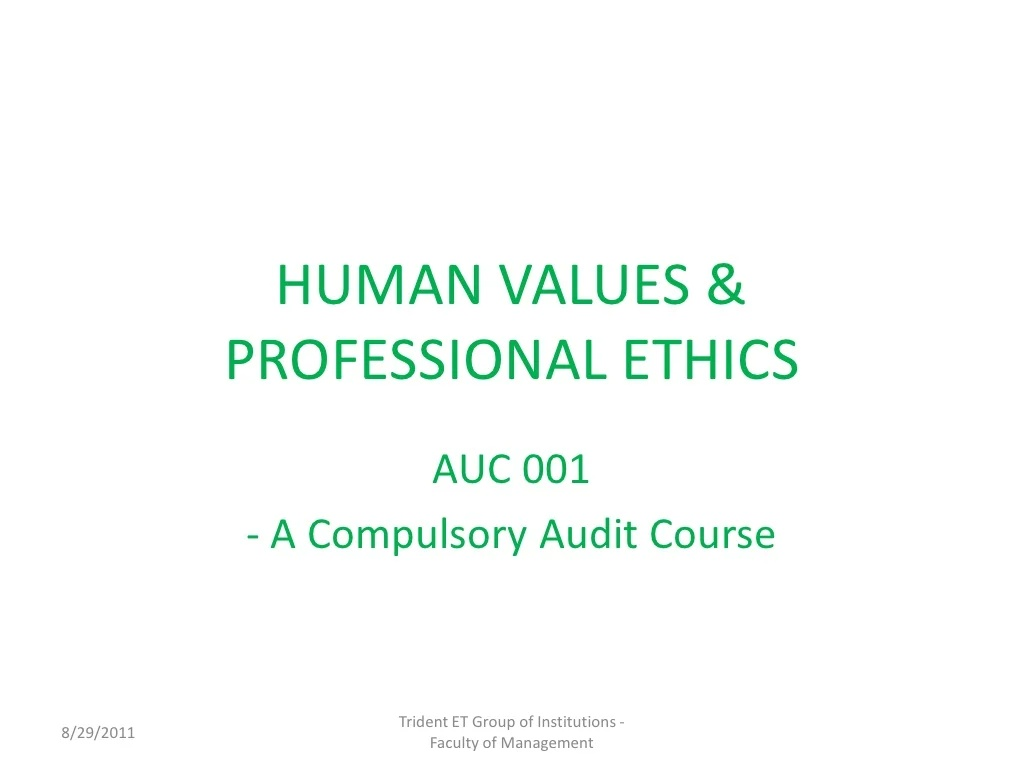 HUMAN VALUES &
PROFESSIONAL ETHICS
AUC 001
- A Compulsory Audit Course
8/29/2011
Trident ET Group of Institutions -
Faculty of Management